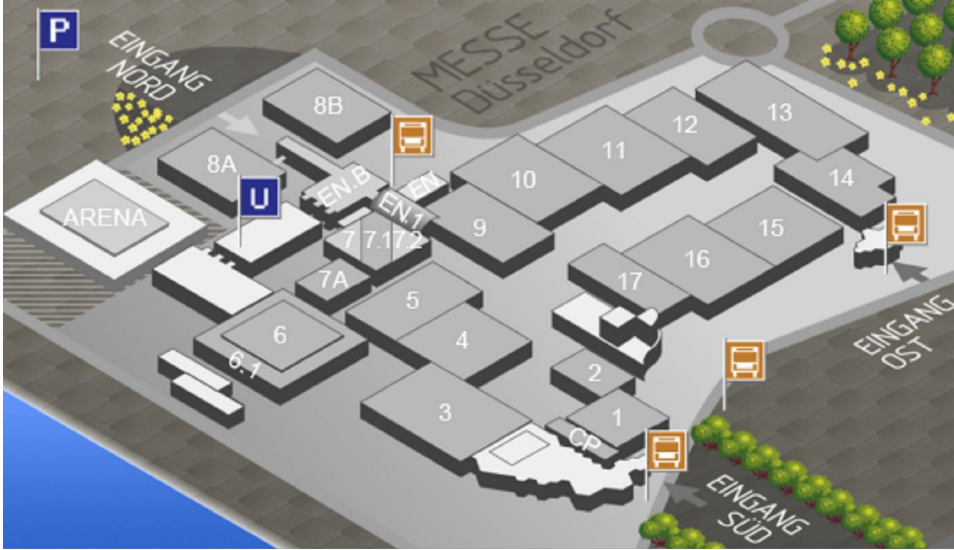 P
EINGANG
NORD
MESSE
Düsseldorf
8B
13
12
11
8A
10
14
EN.B
EN
EN.1
U
ARENA
9
15
7
7.1
7.2
16
7A
17
5
6
4
6.1
EINGANG
OST
2
3
1
CP
EINGANG
SÜD